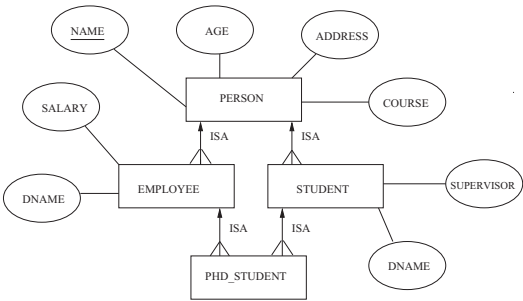 NAME
AGE
ADDRESS
PERSON
COURSE
SALARY
ISA
ISA
EMPLOYEE
STUDENT
SUPERVISOR
DNAME
ISA
ISA
DNAME
PHD_STUDENT